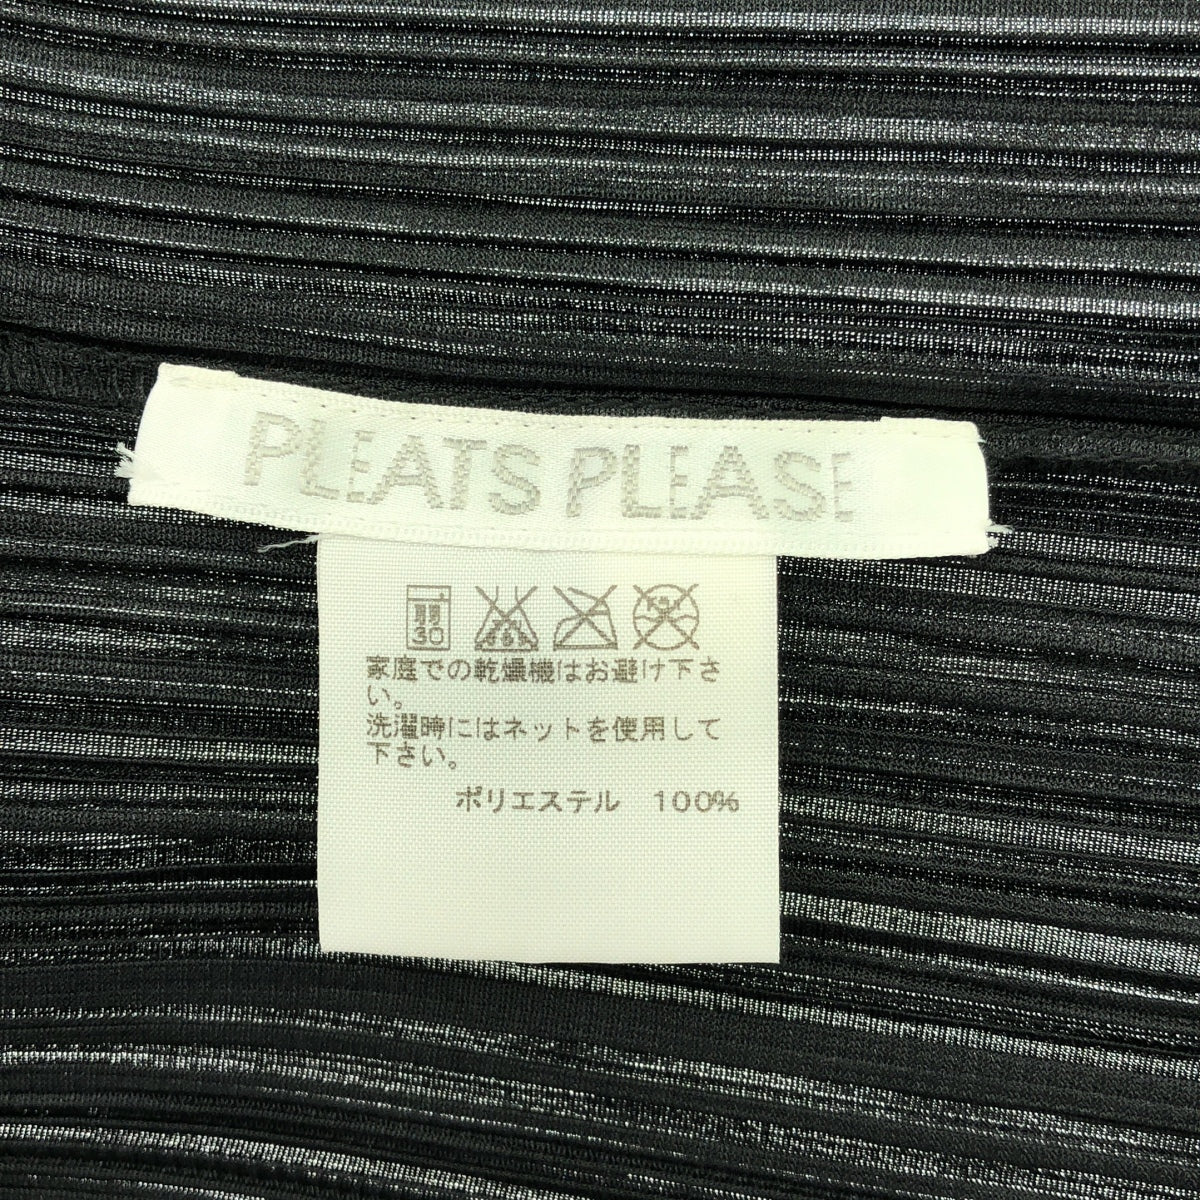 PLEATS PLEASE
30
家庭での乾燥機はお避け下さ
い。
洗濯時にはネットを使用して
下さい。
ポリエステル 100%